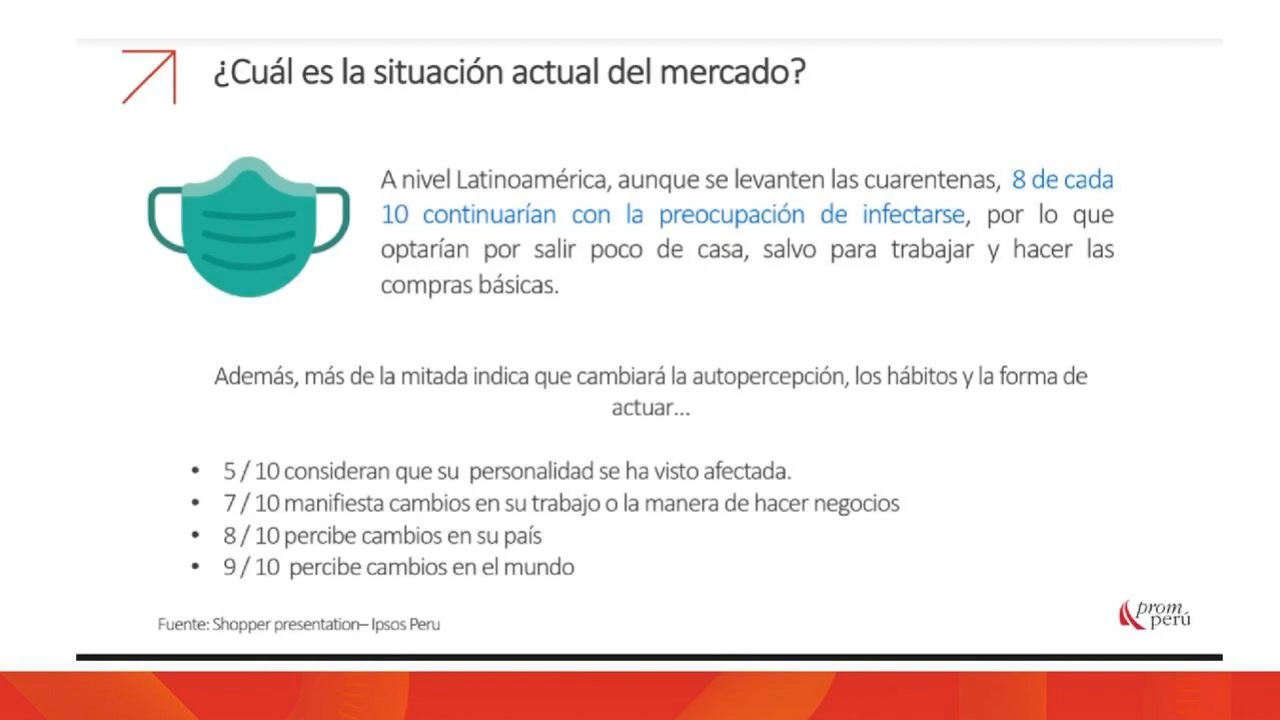 ¿Cuál es la situación actual del mercado?
A nivel Latinoamérica, aunque se levanten las cuarentenas, 8 de cada
10 continuarían con la preocupación de infectarse, por lo que
optarían por salir poco de casa, salvo para trabajar y hacer las
compras básicas.
Además, más de la mitada indica que cambiará la autopercepción, los hábitos y la forma de
actuar...
• 5 / 10 consideran que su personalidad se ha visto afectada.
• 7 / 10 manifiesta cambios en su trabajo o la manera de hacer negocios
• 8 / 10 percibe cambios en su país
• 9 / 10 percibe cambios en el mundo
Fuente: Shopper presentation– Ipsos Peru
prom
perú